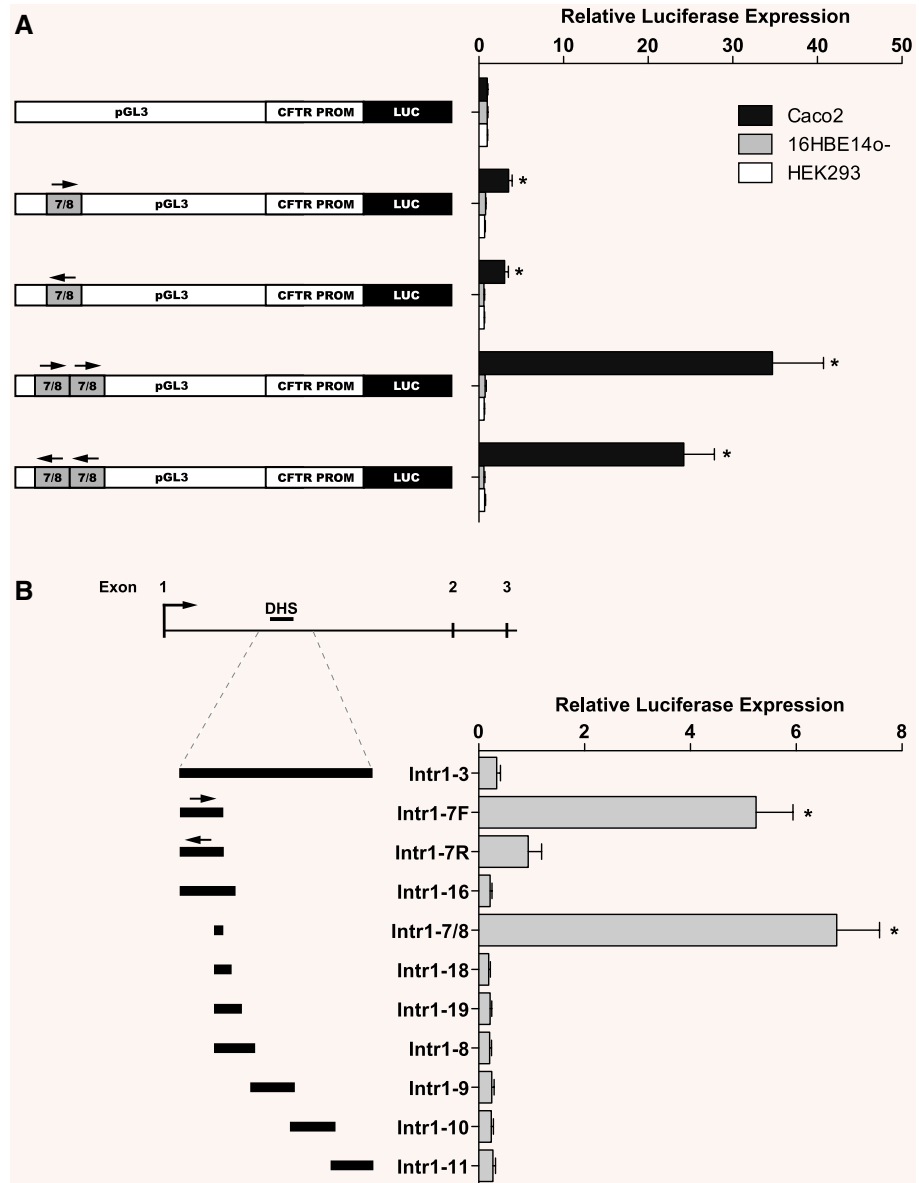 A
Relative Luciferase Expression
0 10 20 30 40 50
pGL3 CFTR PROM LUC
Caco2
16HBE14o-
HEK293
7/8 pGL3 CFTR PROM LUC *
7/8 pGL3 CFTR PROM LUC *
7/8 7/8 pGL3 CFTR PROM LUC *
7/8 7/8 pGL3 CFTR PROM LUC *
B
Exon 1 2 3
DHS
Relative Luciferase Expression
0 2 4 6 8
Intr1-3
Intr1-7F *
Intr1-7R
Intr1-16
Intr1-7/8 *
Intr1-18
Intr1-19
Intr1-8
Intr1-9
Intr1-10
Intr1-11